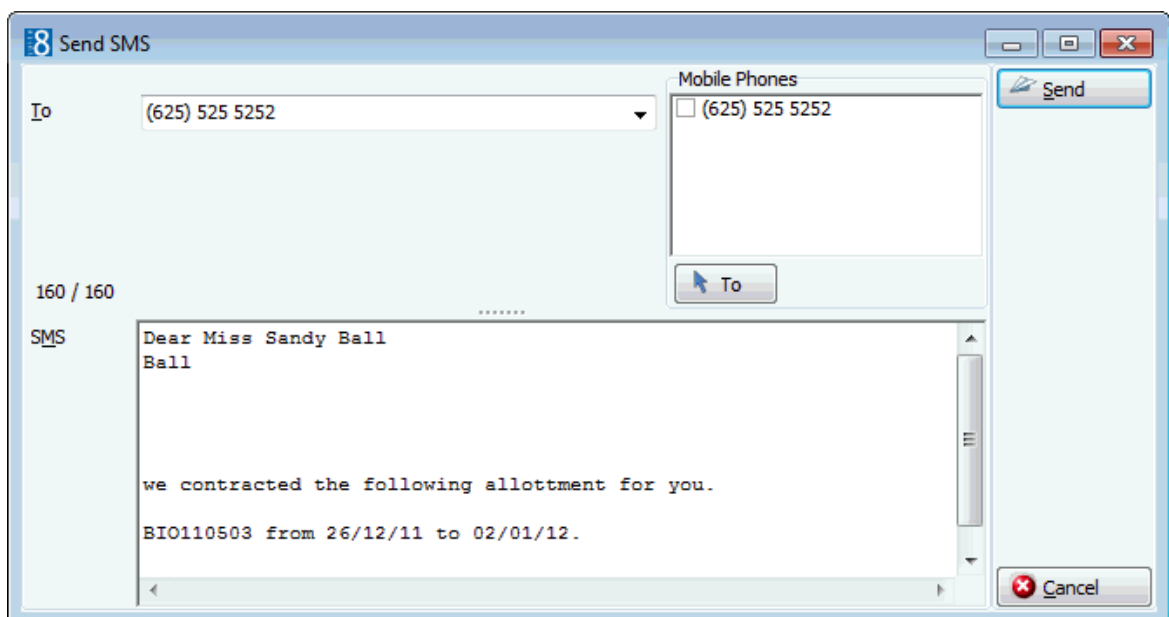 8 Send SMS
To
(625) 525 5252
Mobile Phones
(625) 525 5252
To
Send
160 / 160
SMS
Dear Miss Sandy Ball
Ball
we contracted the following allottment for you.
BIO110503 from 26/12/11 to 02/01/12.
Cancel